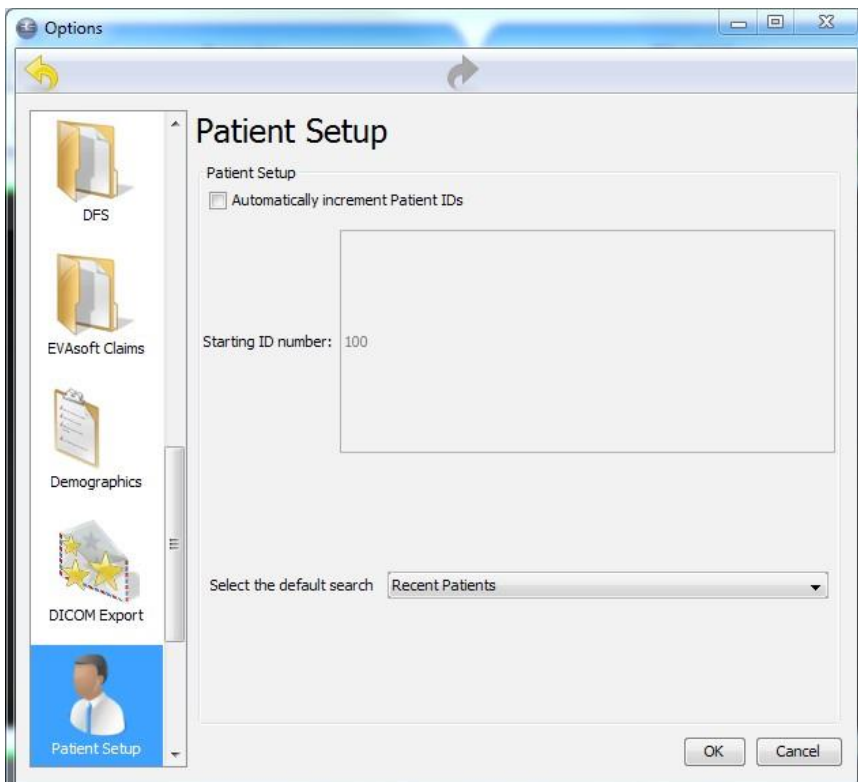 Options
DFS
EVAsoft Claims
Demographics
DICOM Export
Patient Setup
Patient Setup
Patient Setup
Automatically increment Patient IDs
Starting ID number: 100
Select the default search Recent Patients
OK Cancel